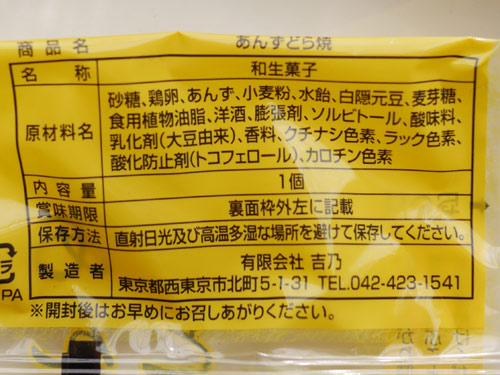 商品名 あんずどら焼
名称 和生菓子
原材料名 砂糖、鶏卵、あんず、小麦粉、水飴、白隠元豆、麦芽糖、
食用植物油脂、洋酒、膨張剤、ソルビトール、酸味料、
乳化剤(大豆由来)、香料、クチナシ色素、ラック色素、
酸化防止剤(トコフェロール)、カロチン色素
内容量 1個
賞味期限 裏面枠外左に記載
保存方法 直射日光及び高温多湿な場所を避けて保存してください。
製造者 有限会社 吉乃
東京都西東京市北町5-1-31 TEL.042-423-1541
※開封後はお早めにお召しあがりください。
プラ
PA